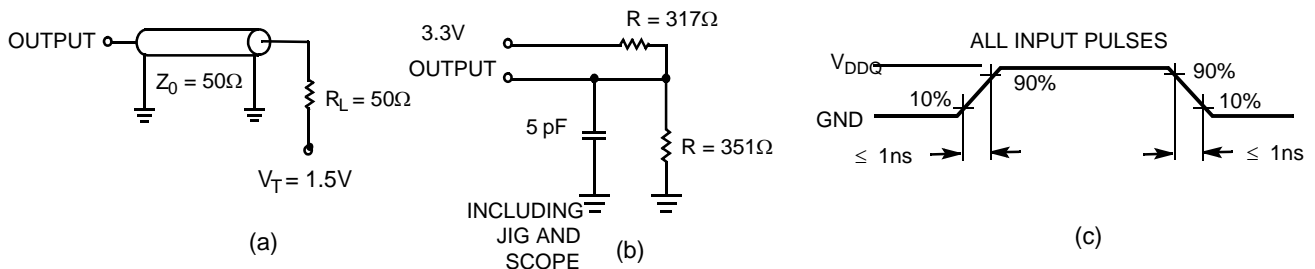 OUTPUT
Z0 = 50Ω
RL = 50Ω
VT = 1.5V
(a)
3.3V
OUTPUT
R = 317Ω
5 pF
R = 351Ω
INCLUDING
JIG AND
SCOPE
(b)
ALL INPUT PULSES
VDDQ
GND
10%
90%
90%
10%
≤ 1ns
≤ 1ns
(c)